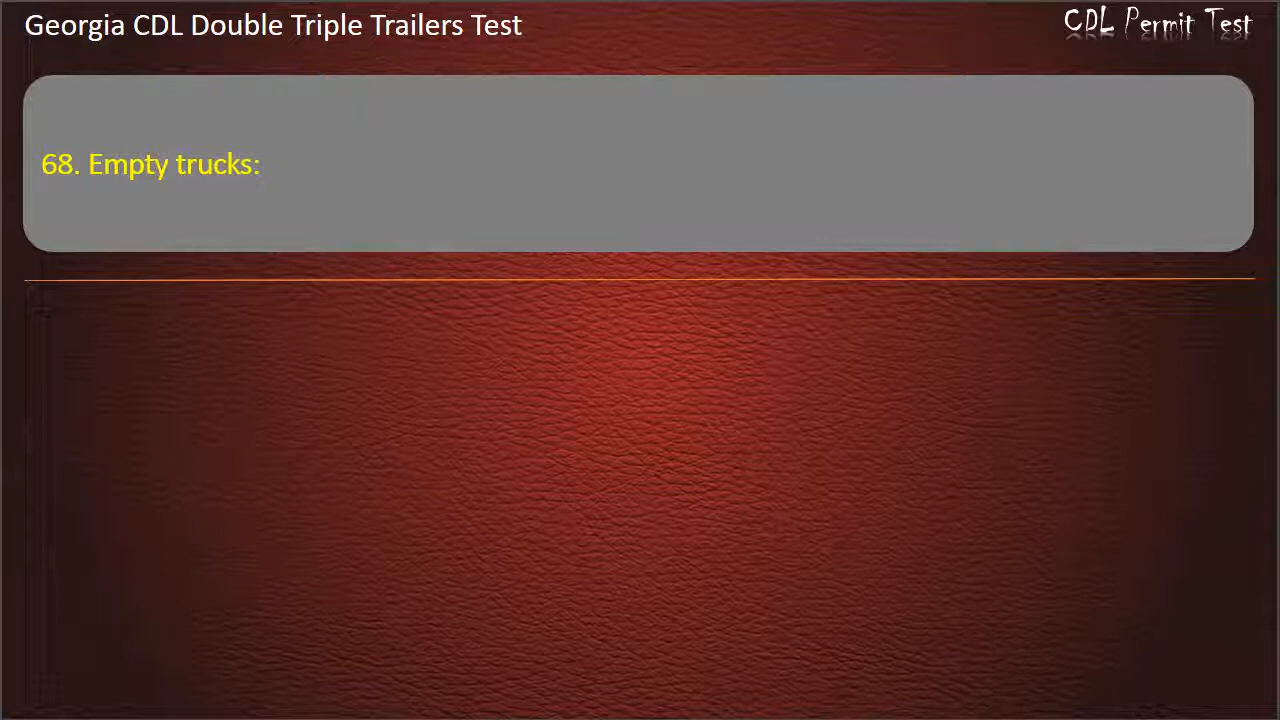 Georgia CDL Double Triple Trailers Test
CDL Permit Test
68. Empty trucks: